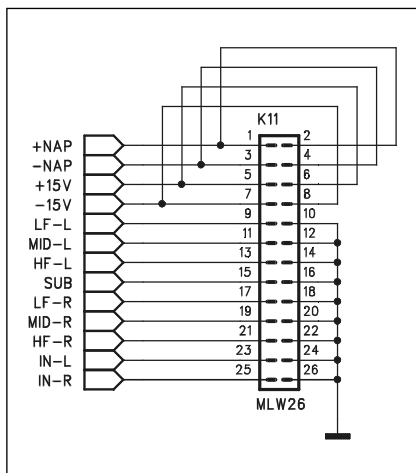 K11
1 2
+NAP 3 4
-NAP 5 6
+15V 7 8
-15V 9 10
LF-L 11 12
MID-L 13 14
HF-L 15 16
SUB 17 18
LF-R 19 20
MID-R 21 22
HF-R 23 24
IN-L 25 26
IN-R
MLW26